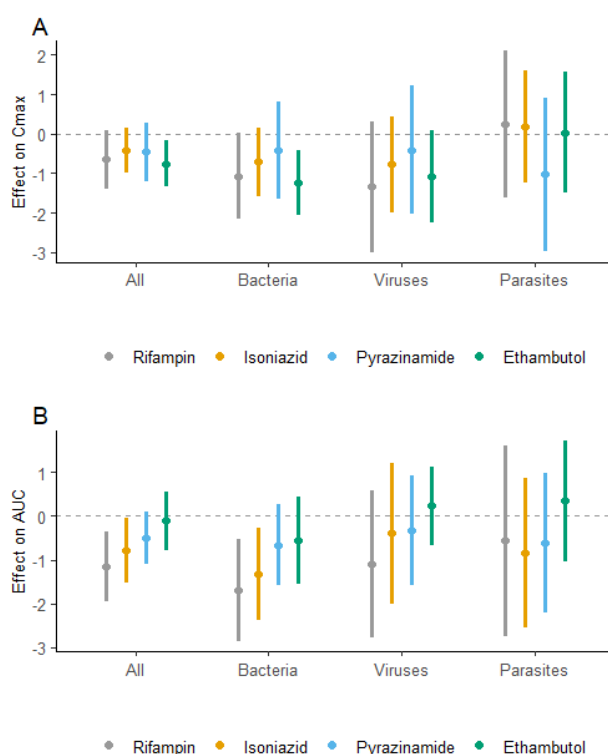 A
Effect on Cmax
2
1
0
-1
-2
-3
All Bacteria Viruses Parasites
Rifampin Isoniazid Pyrazinamide Ethambutol
B
Effect on AUC
1
0
-1
-2
-3
All Bacteria Viruses Parasites
Rifampin Isoniazid Pyrazinamide Ethambutol